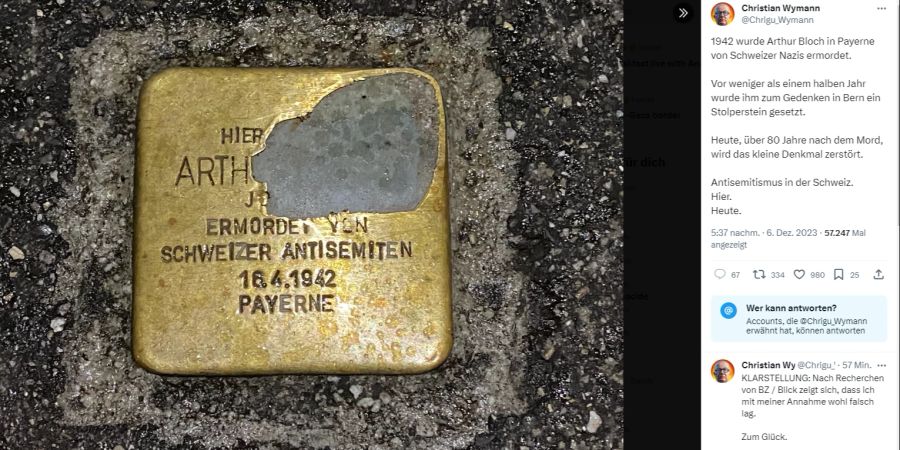 HIER
ARTH
J
ERMORDET VON
SCHWEIZER ANTISEMITEN
16.4.1942
PAYERNE
Christian Wymann
@Chrigu_Wymann
1942 wurde Arthur Bloch in Payerne
von Schweizer Nazis ermordet.
Vor weniger als einem halben Jahr
wurde ihm zum Gedenken in Bern ein
Stolperstein gesetzt.
Heute, über 80 Jahre nach dem Mord,
wird das kleine Denkmal zerstört.
Antisemitismus in der Schweiz.
Hier.
Heute.
5:37 nachm. · 6. Dez. 2023 · 57.247 Mal
angezeigt
67 334 980 25
Wer kann antworten?
Accounts, die @Chrigu_Wymann
erwähnt hat, können antworten
Christian Wy @Chrigu_' · 57 Min.
KLARSTELLUNG: Nach Recherchen
von BZ / Blick zeigt sich, dass ich
mit meiner Annahme wohl falsch
lag.
Zum Glück.
ür dich